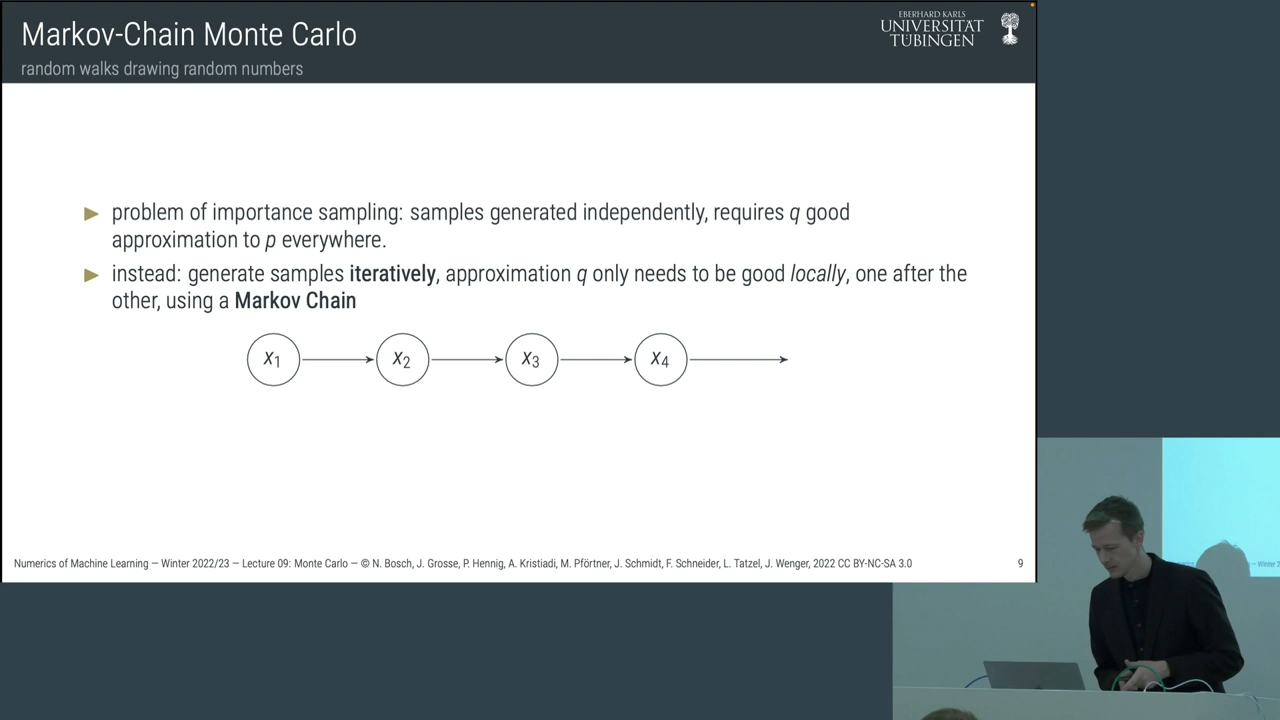 Markov-Chain Monte Carlo
random walks drawing random numbers
EBERHARD KARLS
UNIVERSITÄT
TÜBINGEN
problem of importance sampling: samples generated independently, requires q good
approximation to p everywhere.
instead: generate samples iteratively, approximation q only needs to be good locally, one after the
other, using a Markov Chain
x1 x2 x3 x4
Numerics of Machine Learning — Winter 2022/23 — Lecture 09: Monte Carlo — © N. Bosch, J. Grosse, P. Hennig, A. Kristiadi, M. Pförtner, J. Schmidt, F. Schneider, L. Tatzel, J. Wenger, 2022 CC BY-NC-SA 3.0 9